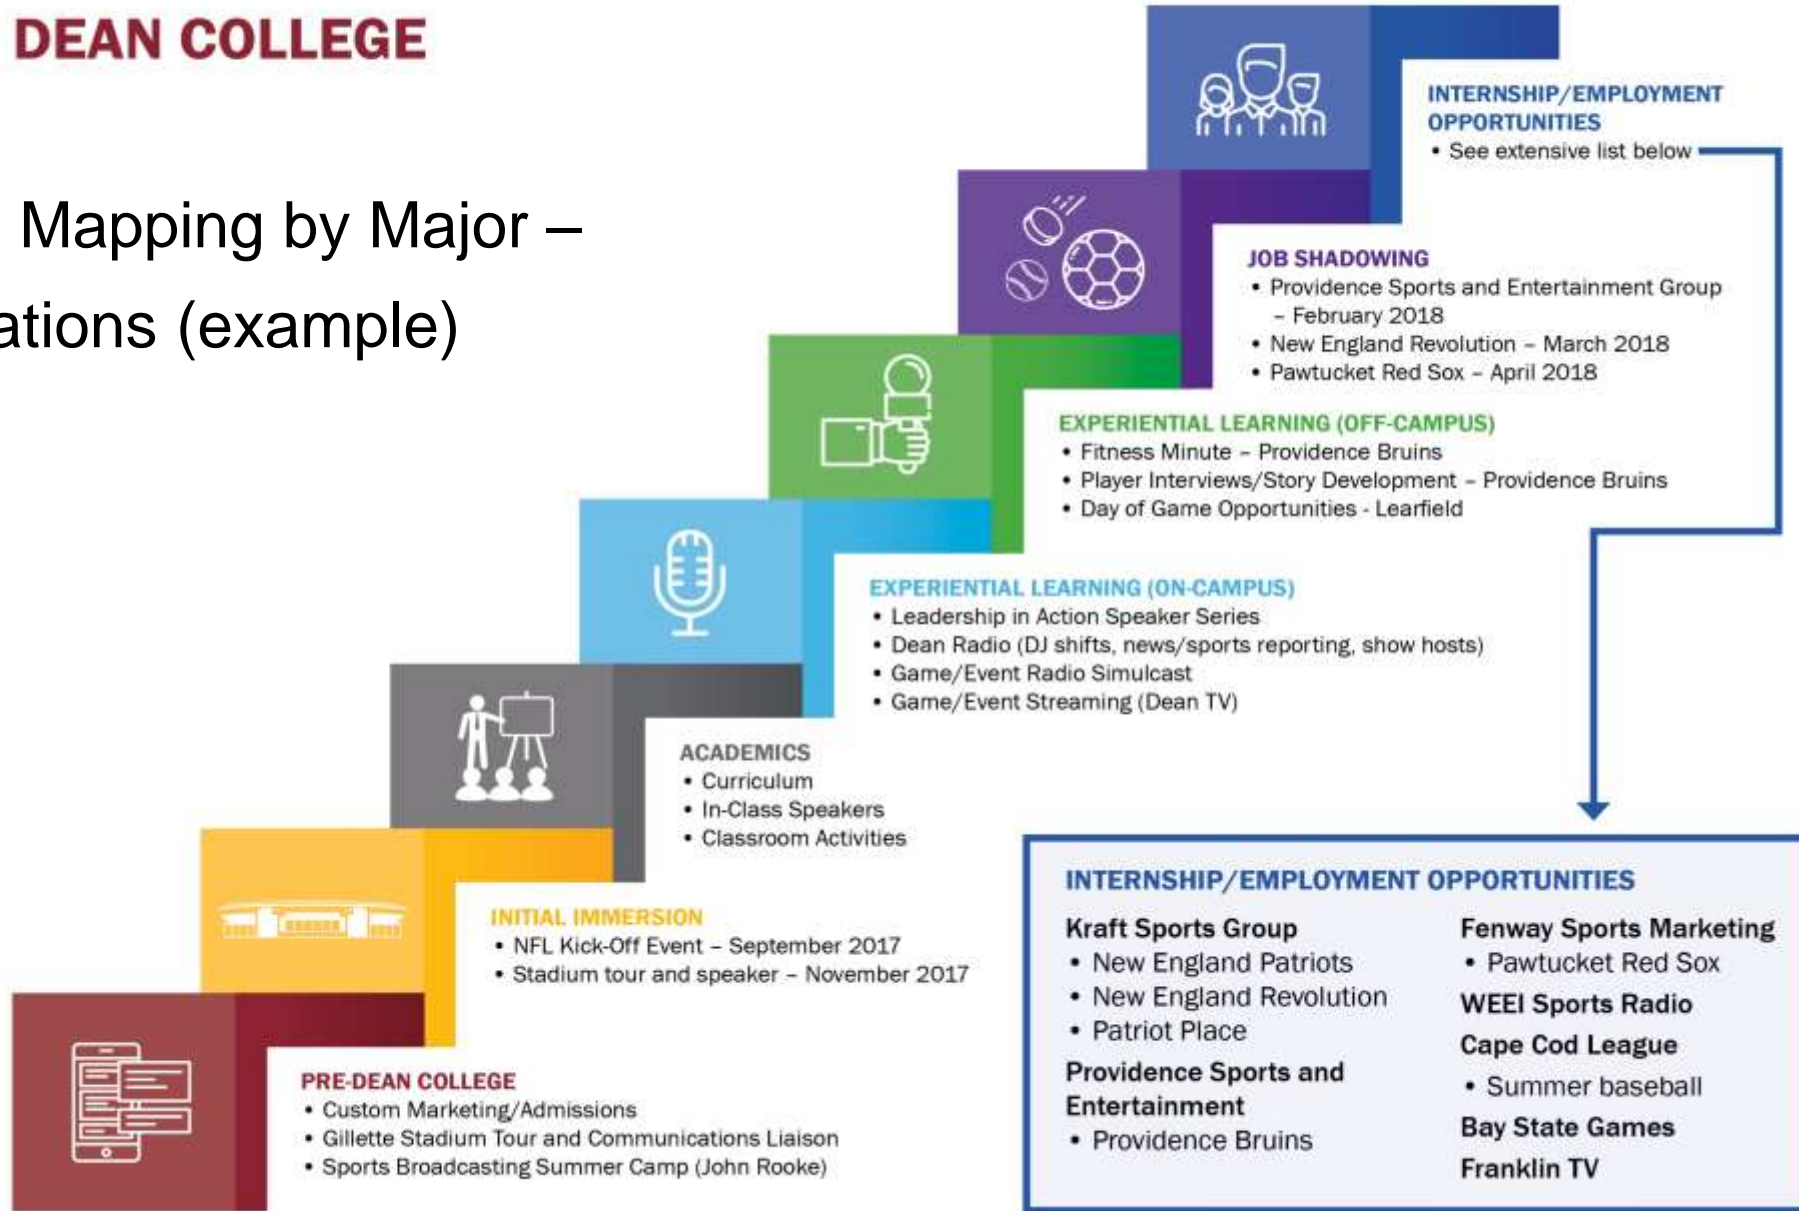 DEAN COLLEGE
Mapping by Major –
ations (example)
INTERNSHIP/EMPLOYMENT
OPPORTUNITIES
• See extensive list below
JOB SHADOWING
• Providence Sports and Entertainment Group
– February 2018
• New England Revolution – March 2018
• Pawtucket Red Sox – April 2018
EXPERIENTIAL LEARNING (OFF-CAMPUS)
• Fitness Minute – Providence Bruins
• Player Interviews/Story Development – Providence Bruins
• Day of Game Opportunities - Learfield
EXPERIENTIAL LEARNING (ON-CAMPUS)
• Leadership in Action Speaker Series
• Dean Radio (DJ shifts, news/sports reporting, show hosts)
• Game/Event Radio Simulcast
• Game/Event Streaming (Dean TV)
ACADEMICS
• Curriculum
• In-Class Speakers
• Classroom Activities
INITIAL IMMERSION
• NFL Kick-Off Event – September 2017
• Stadium tour and speaker – November 2017
PRE-DEAN COLLEGE
• Custom Marketing/Admissions
• Gillette Stadium Tour and Communications Liaison
• Sports Broadcasting Summer Camp (John Rooke)
INTERNSHIP/EMPLOYMENT OPPORTUNITIES
Kraft Sports Group
• New England Patriots
• New England Revolution
• Patriot Place
Providence Sports and
Entertainment
• Providence Bruins
Fenway Sports Marketing
• Pawtucket Red Sox
WEEI Sports Radio
Cape Cod League
• Summer baseball
Bay State Games
Franklin TV